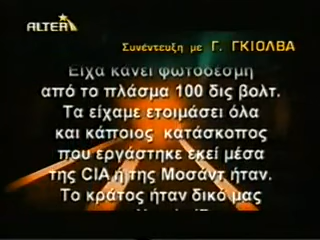 ALTER
Συνέντευξη με Γ. ΓΚΙΟΛΒΑ
Είχα κάνει φωτοδέσμη
από το πλάσμα 100 δις βολτ.
Τα είχαμε ετοιμάσει όλα
και κάποιος κατάσκοπος
που εργάστηκε εκεί μέσα
της CIA ή της Μοσάντ ήταν.
Το κράτος ήταν δικό μας